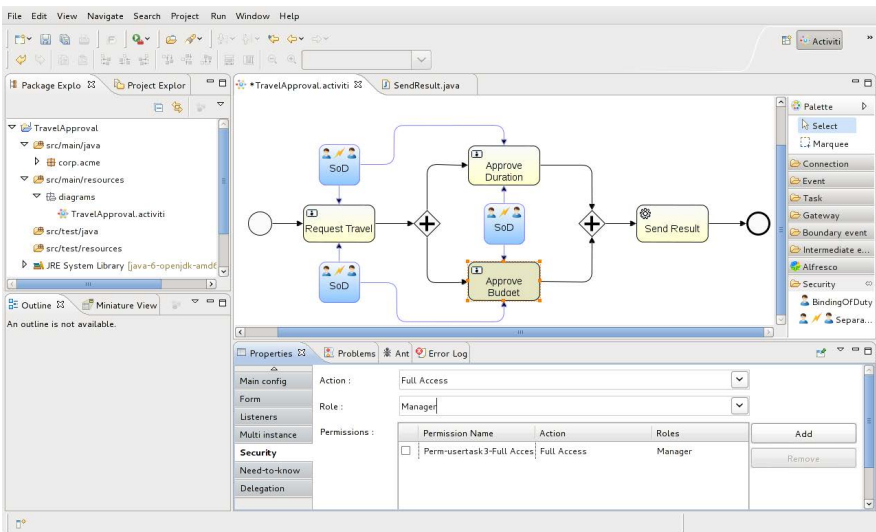 File Edit View Navigate Search Project Run Window Help
Activiti
Package Explo
Project Explor
TravelApproval
src/main/java
corp.acme
src/main/resources
diagrams
TravelApproval.activiti
src/test/java
src/test/resources
JRE System Library [java-6-openjdk-amd6
Outline
Miniature View
An outline is not available.
*TravelApproval.activiti
SendResult.java
SoD
Approve
Duration
Request Travel
SoD
Send Result
SoD
Approve
Budget
Palette
Select
Marquee
Connection
Event
Task
Gateway
Boundary event
Intermediate e...
Alfresco
Security
BindingOfDuty
Separa...
Properties
Problems
Ant
Error Log
Main config
Form
Listeners
Multi instance
Security
Need-to-know
Delegation
Action : Full Access
Role : Manager
Permissions :
Permission Name Action Roles
Perm-usertask3-Full Acces Full Access Manager
Add
Remove